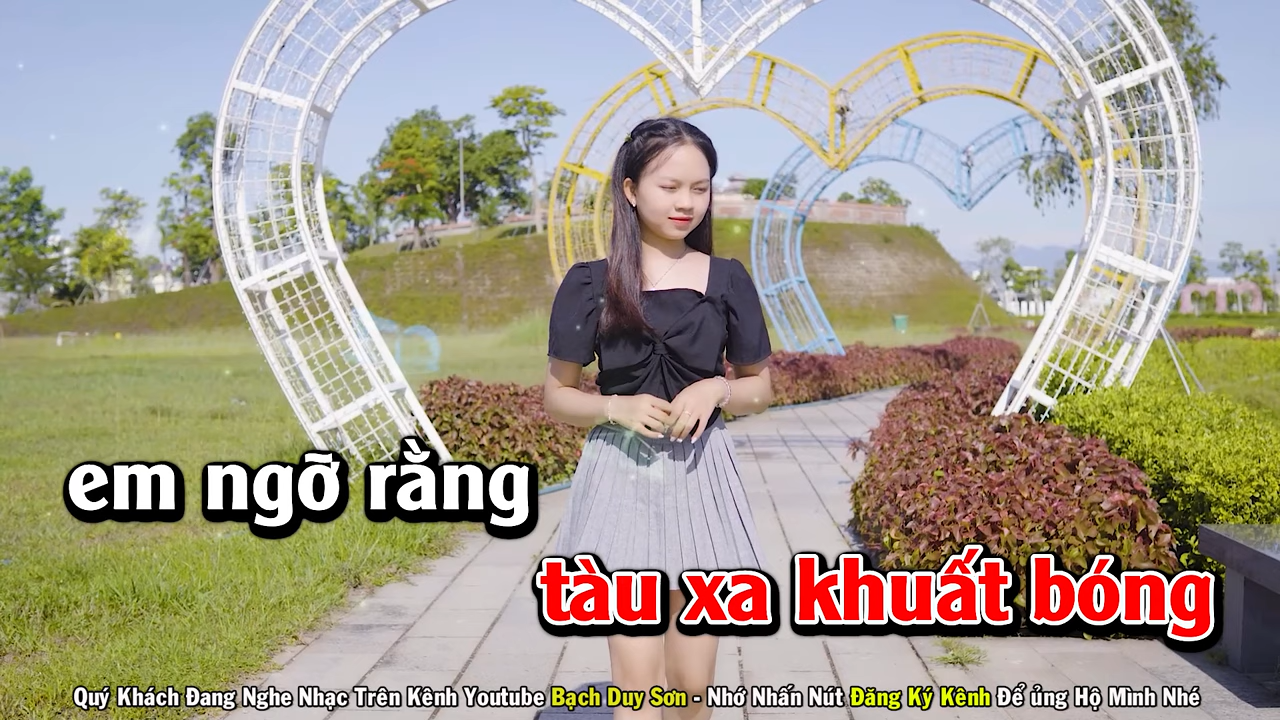 em ngỡ rằng
tàu xa khuất bóng
Quý Khách Đang Nghe Nhạc Trên Kênh Youtube Bạch Duy Sơn - Nhớ Nhấn Nút Đăng Ký Kênh Để ủng Hộ Mình Nhé